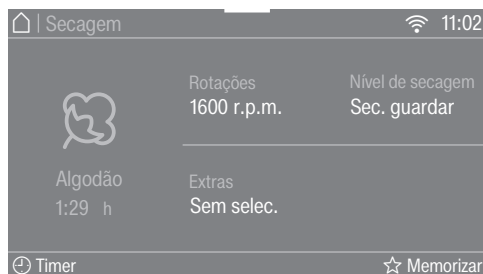 | Secagem
11:02
Rotações
1600 r.p.m.
Nível de secagem
Sec. guardar
Algodão
1:29 h
Extras
Sem selec.
Timer
Memorizar